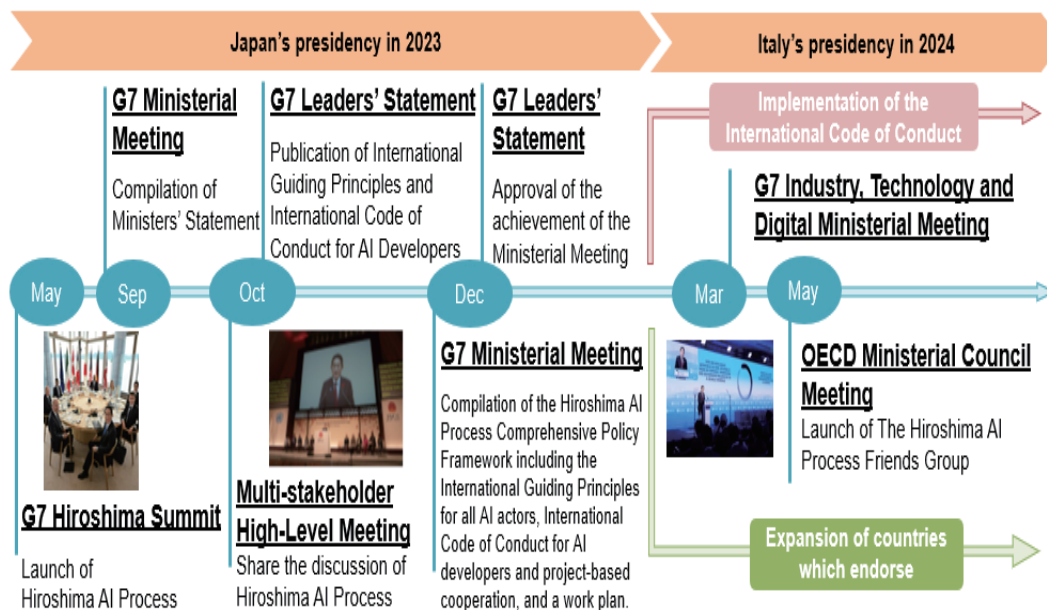 Japan's presidency in 2023
Italy's presidency in 2024
G7 Ministerial
Meeting
Compilation of
Ministers' Statement
G7 Leaders' Statement
Publication of International
Guiding Principles and
International Code of
Conduct for AI Developers
G7 Leaders'
Statement
Approval of the
achievement of the
Ministerial Meeting
Implementation of the
International Code of Conduct
G7 Industry, Technology and
Digital Ministerial Meeting
May
Sep
Oct
Dec
Mar
May
G7 Hiroshima Summit
Launch of
Hiroshima AI Process
Multi-stakeholder
High-Level Meeting
Share the discussion of
Hiroshima AI Process
G7 Ministerial Meeting
Compilation of the Hiroshima AI
Process Comprehensive Policy
Framework including the
International Guiding Principles
for all AI actors, International
Code of Conduct for AI
developers and project-based
cooperation, and a work plan.
OECD Ministerial Council
Meeting
Launch of The Hiroshima AI
Process Friends Group
Expansion of countries
which endorse